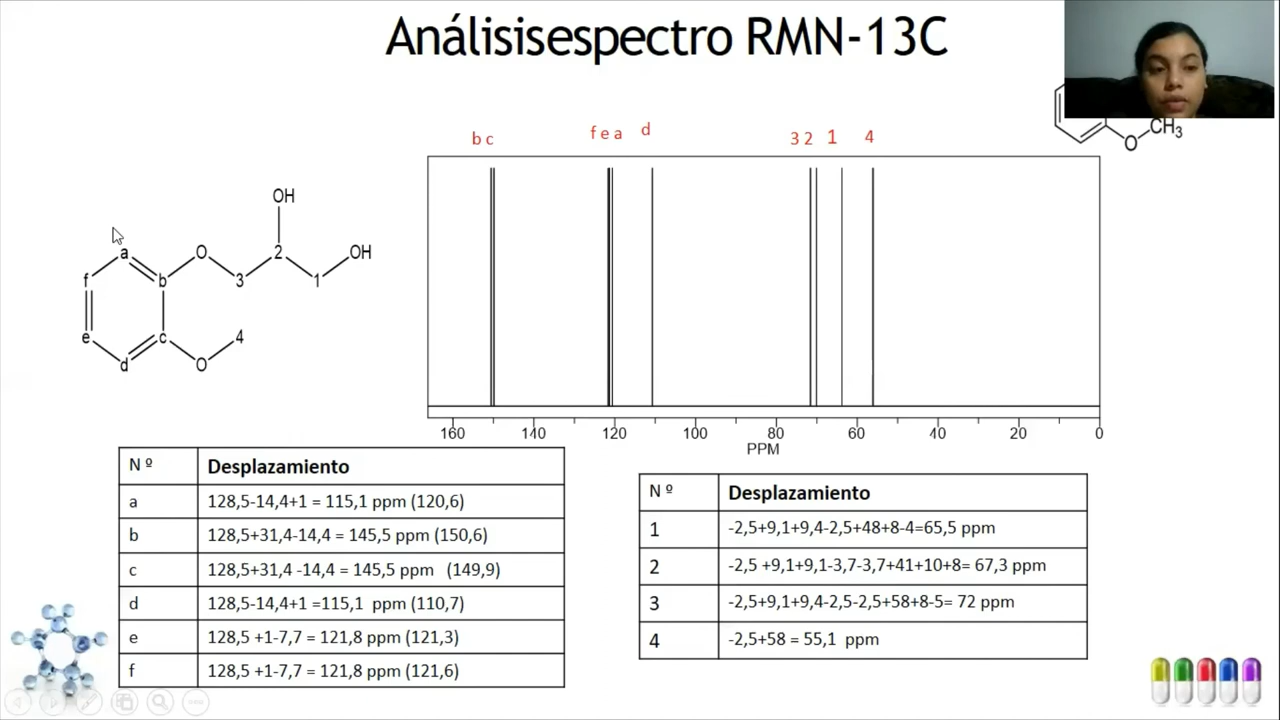 Análisisespectro RMN-13C
b c
f e a
d
3 2
1
4
O
CH3
OH
a
O
2
OH
f
b
3
1
e
c
4
d
O
160 140 120 100 80 60 40 20 0
PPM
N º Desplazamiento
a 128,5-14,4+1 = 115,1 ppm (120,6)
b 128,5+31,4-14,4 = 145,5 ppm (150,6)
c 128,5+31,4 -14,4 = 145,5 ppm (149,9)
d 128,5-14,4+1 =115,1 ppm (110,7)
e 128,5 +1-7,7 = 121,8 ppm (121,3)
f 128,5 +1-7,7 = 121,8 ppm (121,6)
N º Desplazamiento
1 -2,5+9,1+9,4-2,5+48+8-4=65,5 ppm
2 -2,5 +9,1+9,1-3,7-3,7+41+10+8= 67,3 ppm
3 -2,5+9,1+9,4-2,5-2,5+58+8-5= 72 ppm
4 -2,5+58 = 55,1 ppm